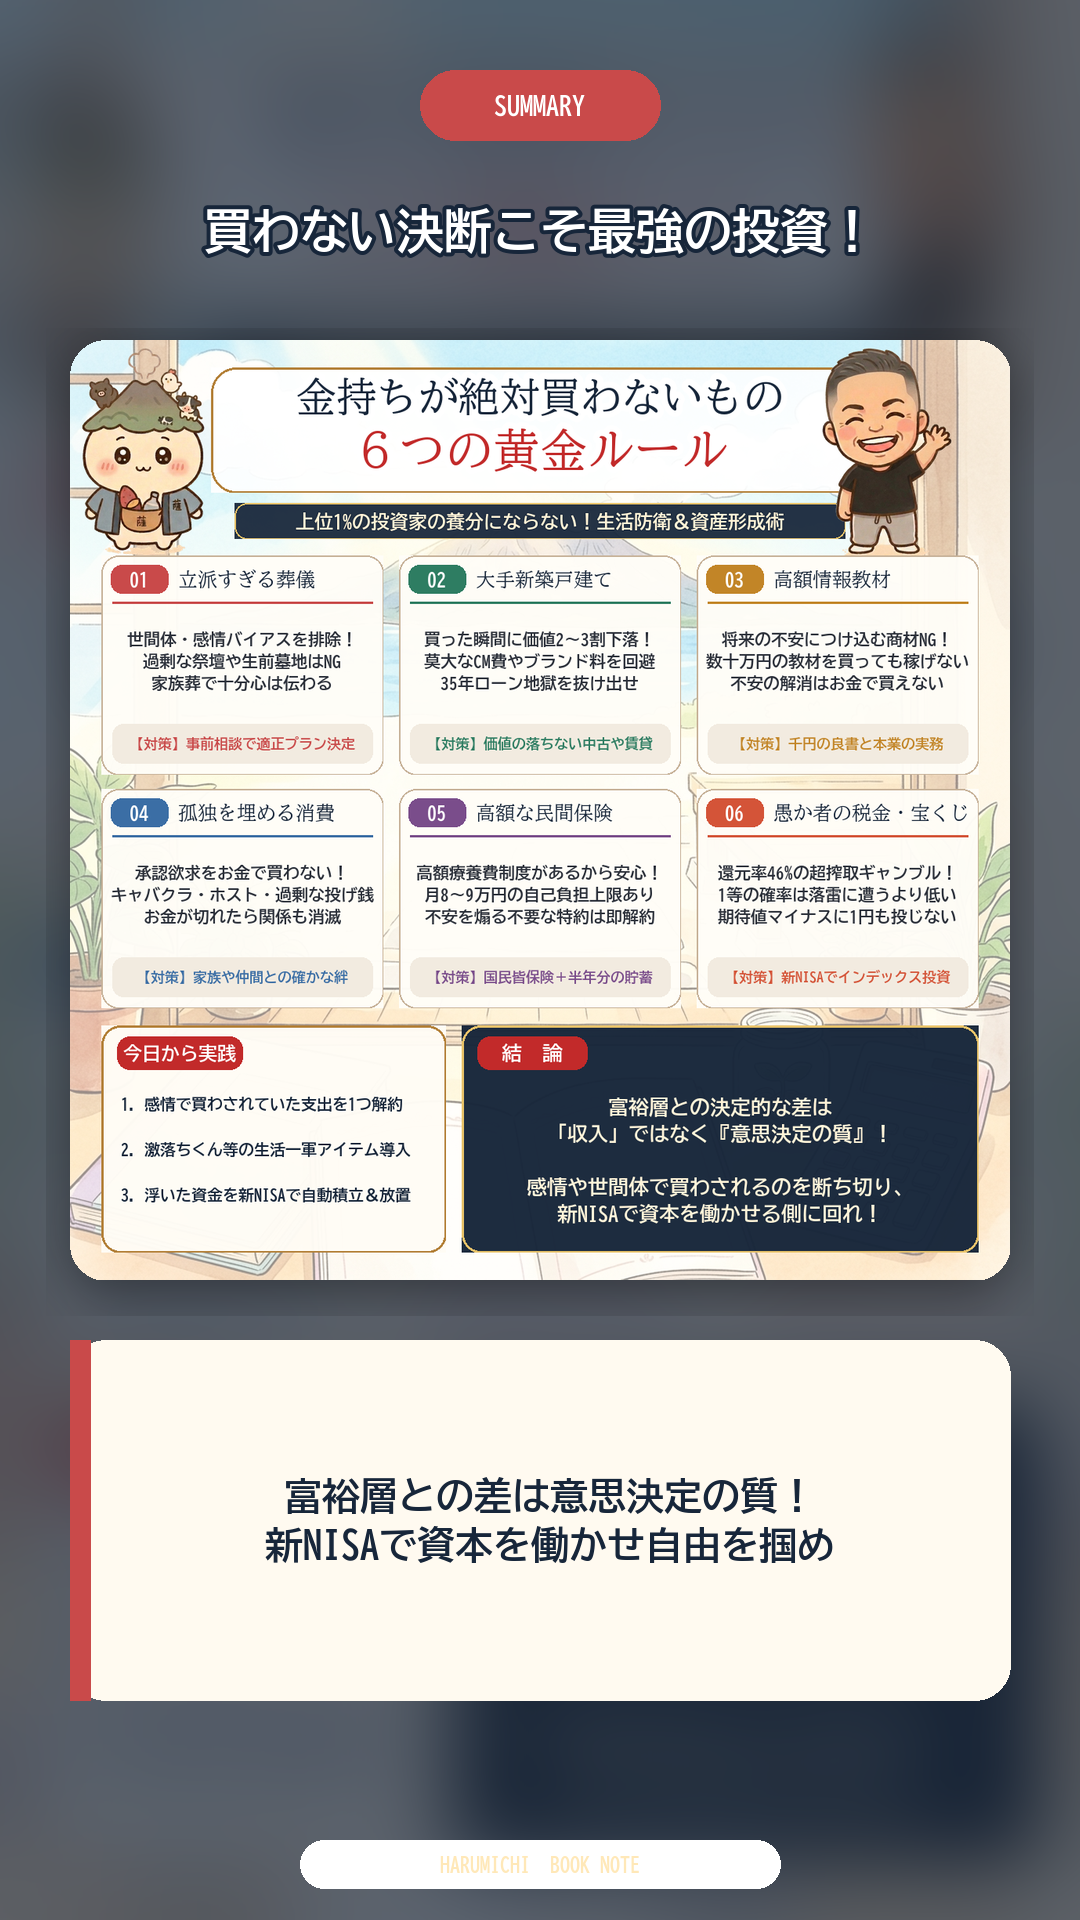 SUMMARY
買わない決断こそ最強の投資！
金持ちが絶対買わないもの
６つの黄金ルール
上位1%の投資家の養分にならない！生活防衛＆資産形成術
01 立派すぎる葬儀
世間体・感情バイアスを排除！
過剰な祭壇や生前墓地はNG
家族葬で十分心は伝わる
【対策】事前相談で適正プラン決定
02 大手新築戸建て
買った瞬間に価値2〜3割下落！
莫大なCM費やブランド料を回避
35年ローン地獄を抜け出せ
【対策】価値の落ちない中古や賃貸
03 高額情報教材
将来の不安につけ込む商材NG！
数十万円の教材を買っても稼げない
不安の解消はお金で買えない
【対策】千円の良書と本業の実務
04 孤独を埋める消費
承認欲求をお金で買わない！
キャバクラ・ホスト・過剰な投げ銭
お金が切れたら関係も消滅
【対策】家族や仲間との確かな絆
05 高額な民間保険
高額療養費制度があるから安心！
月8〜9万円の自己負担上限あり
不安を煽る不要な特約は即解約
【対策】国民皆保険＋半年分の貯蓄
06 愚か者の税金・宝くじ
還元率46%の超搾取ギャンブル！
1等の確率は落雷に遭うより低い
期待値マイナスに1円も投じない
【対策】新NISAでインデックス投資
今日から実践
1. 感情で買わされていた支出を1つ解約
2. 激落ちくん等の生活一軍アイテム導入
3. 浮いた資金を新NISAで自動積立＆放置
結　論
富裕層との決定的な差は
「収入」ではなく『意思決定の質』！
感情や世間体で買わされるのを断ち切り、
新NISAで資本を働かせる側に回れ！
薩
薩
富裕層との差は意思決定の質！
新NISAで資本を働かせ自由を掴め
HARUMICHI　BOOK NOTE